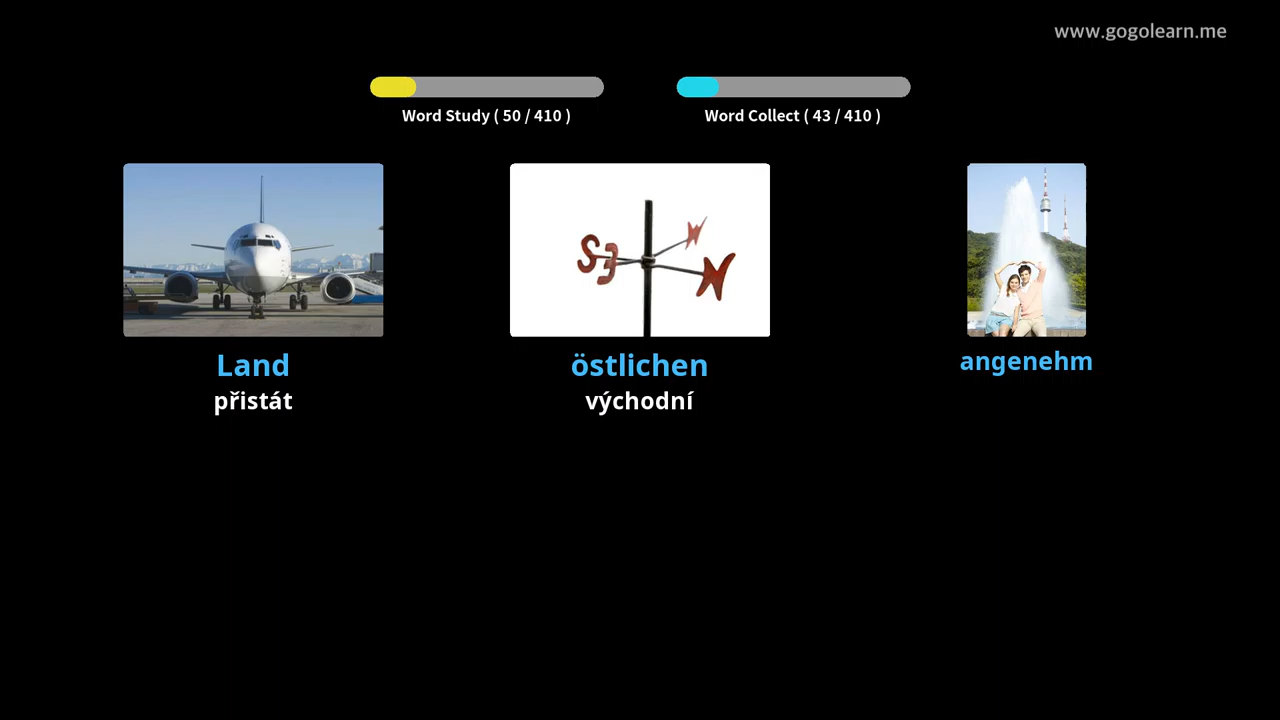 www.gogolearn.me
Word Study ( 50 / 410 )
Word Collect ( 43 / 410 )
S
E
W
N
Land
östlichen
angenehm
přistát
východní